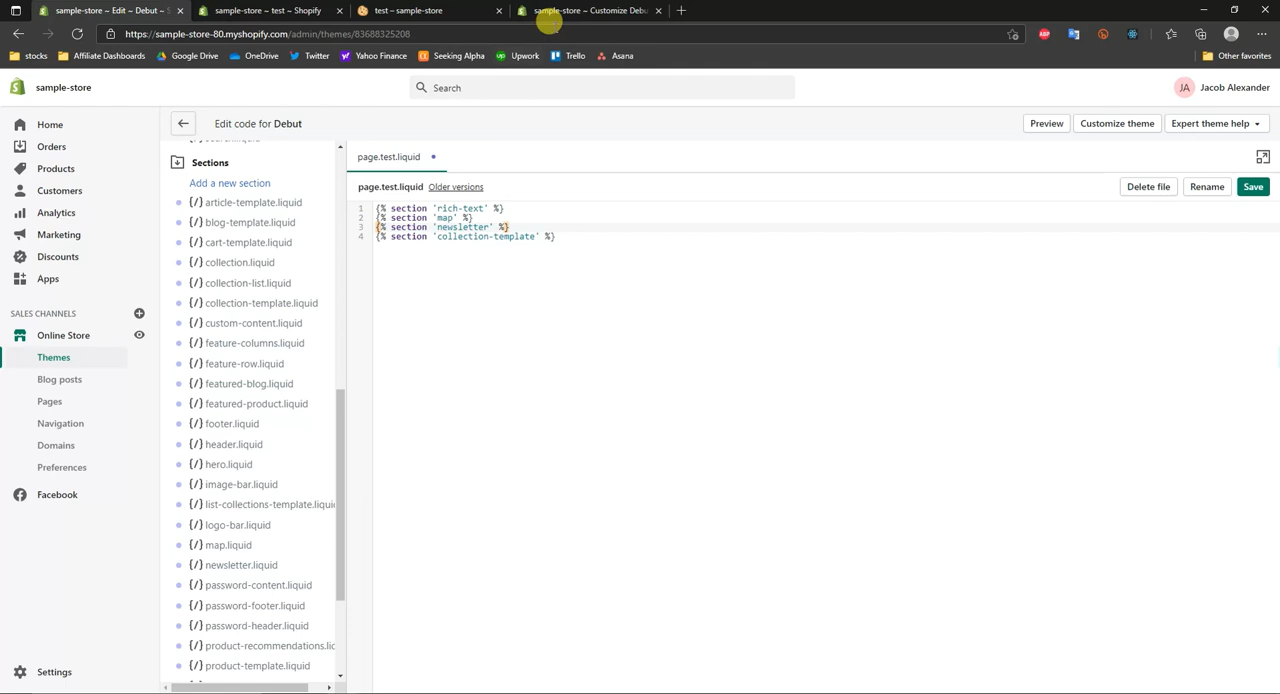 sample-store ~ Edit ~ Debut ~ S
sample-store ~ test ~ Shopify
test – sample-store
sample-store ~ Customize Debu
https://sample-store-80.myshopify.com/admin/themes/83688325208
stocks
Affiliate Dashboards
Google Drive
OneDrive
Twitter
Yahoo Finance
Seeking Alpha
Upwork
Trello
Asana
Other favorites
sample-store
Search
JA
Jacob Alexander
Home
Orders
Products
Customers
Analytics
Marketing
Discounts
Apps
SALES CHANNELS
Online Store
Themes
Blog posts
Pages
Navigation
Domains
Preferences
Facebook
Settings
Edit code for Debut
Preview
Customize theme
Expert theme help
Sections
Add a new section
{/} article-template.liquid
{/} blog-template.liquid
{/} cart-template.liquid
{/} collection.liquid
{/} collection-list.liquid
{/} collection-template.liquid
{/} custom-content.liquid
{/} feature-columns.liquid
{/} feature-row.liquid
{/} featured-blog.liquid
{/} featured-product.liquid
{/} footer.liquid
{/} header.liquid
{/} hero.liquid
{/} image-bar.liquid
{/} list-collections-template.liqui
{/} logo-bar.liquid
{/} map.liquid
{/} newsletter.liquid
{/} password-content.liquid
{/} password-footer.liquid
{/} password-header.liquid
{/} product-recommendations.liq
{/} product-template.liquid
page.test.liquid
page.test.liquid Older versions
Delete file
Rename
Save
1 {% section 'rich-text' %}
2 {% section 'map' %}
3 {% section 'newsletter' %}
4 {% section 'collection-template' %}